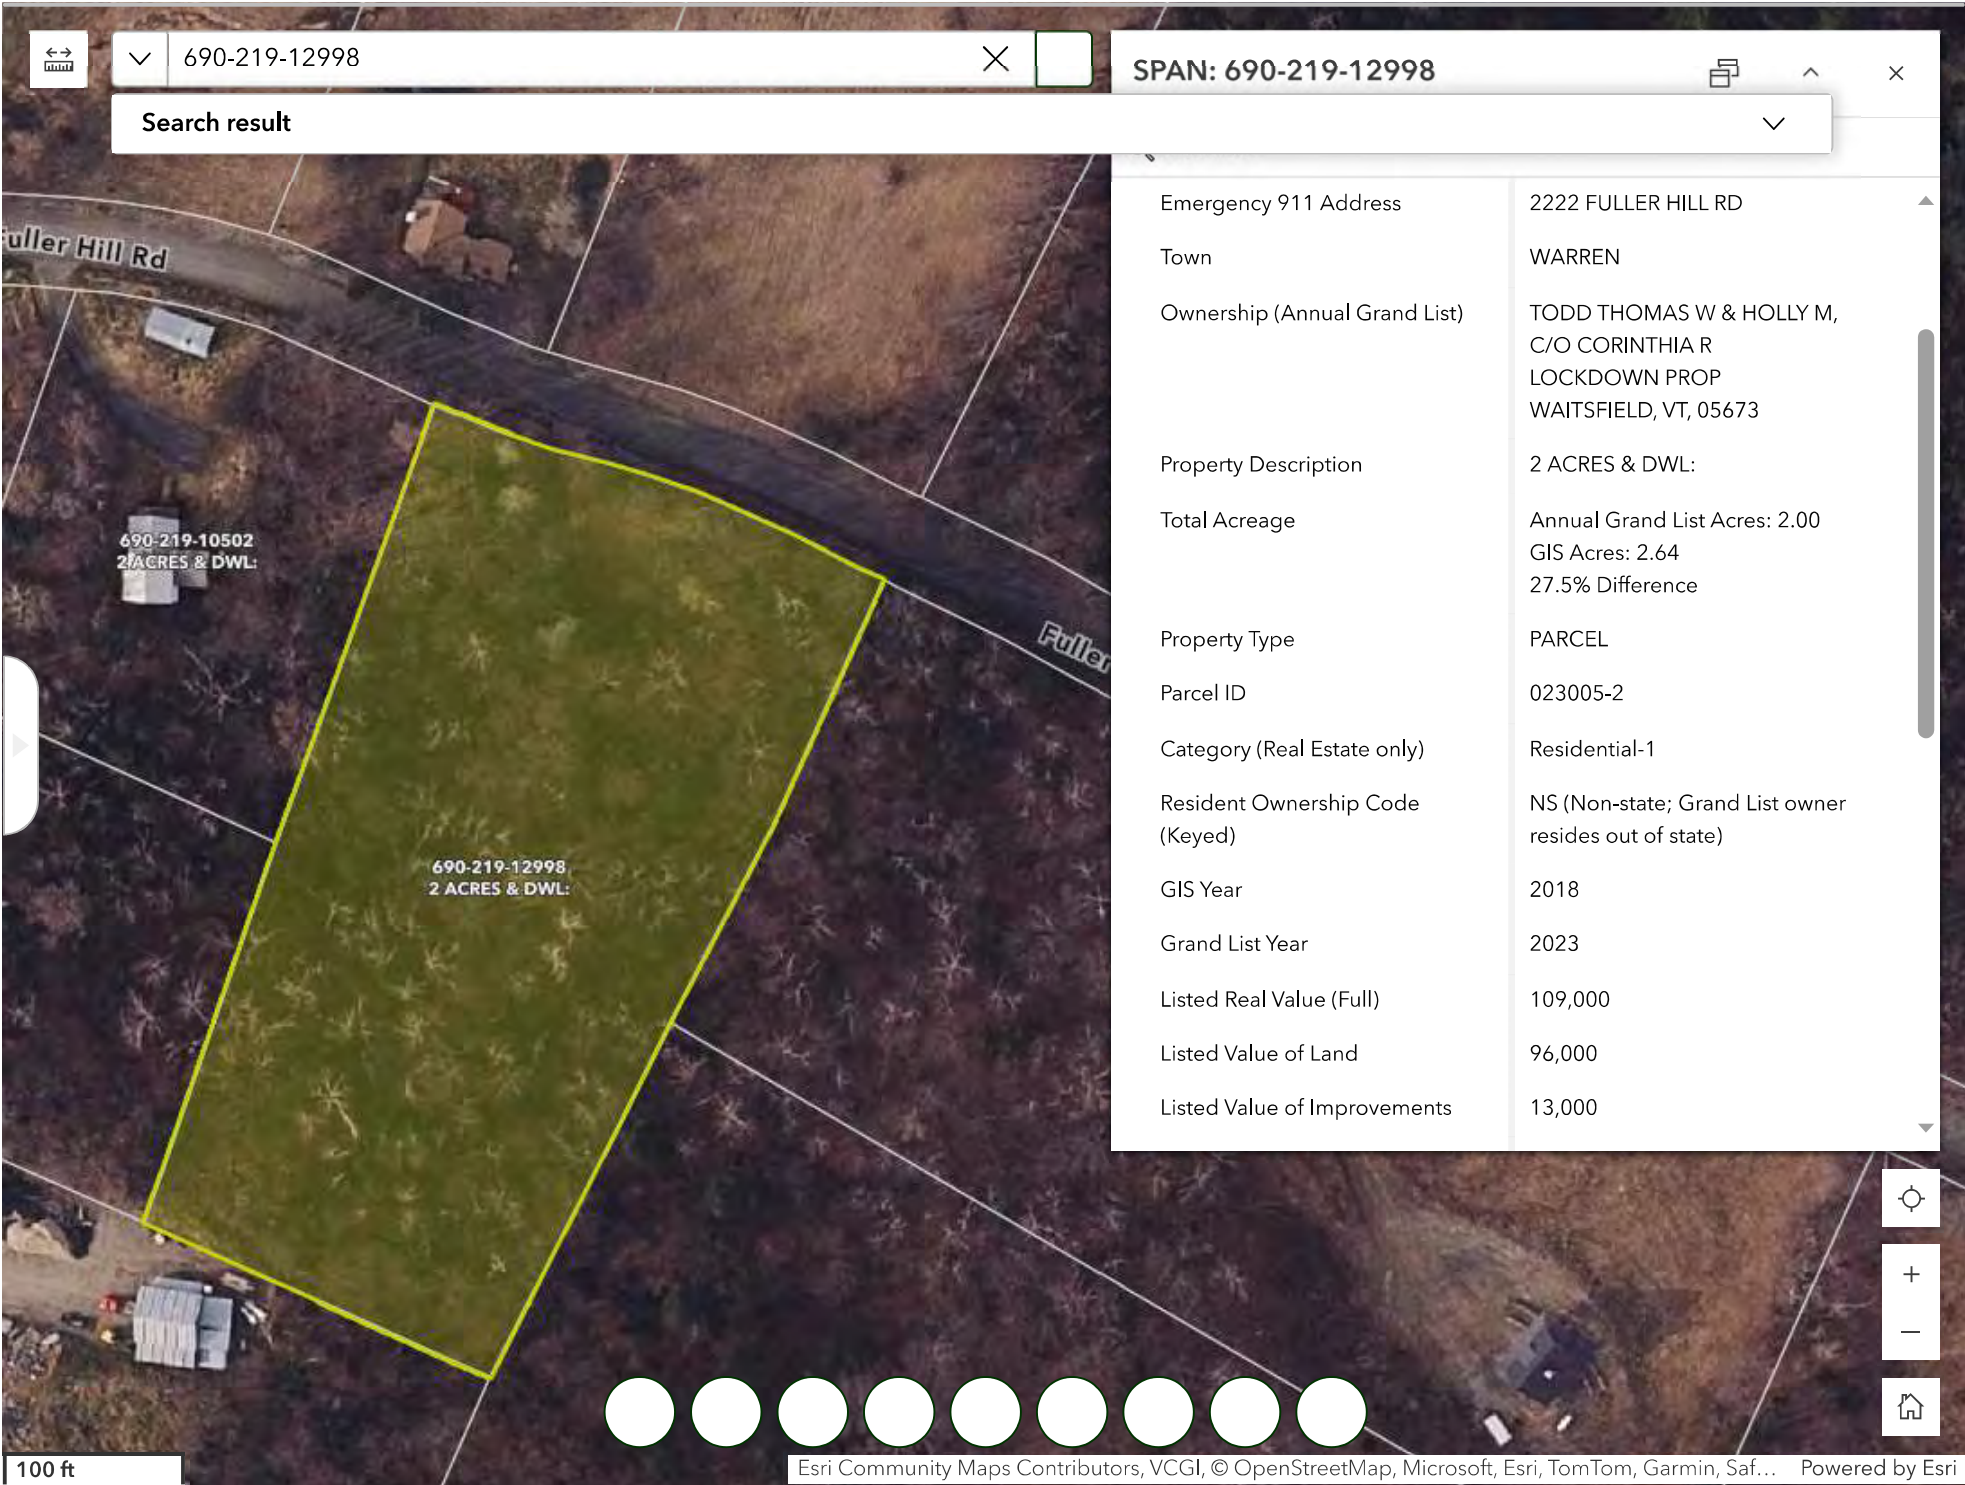 690-219-12998
Search result
SPAN: 690-219-12998
Emergency 911 Address
2222 FULLER HILL RD
Town
WARREN
Ownership (Annual Grand List)
TODD THOMAS W & HOLLY M,
C/O CORINTHIA R
LOCKDOWN PROP
WAITSFIELD, VT, 05673
Property Description
2 ACRES & DWL:
Total Acreage
Annual Grand List Acres: 2.00
GIS Acres: 2.64
27.5% Difference
Property Type
PARCEL
Parcel ID
023005-2
Category (Real Estate only)
Residential-1
Resident Ownership Code
(Keyed)
NS (Non-state; Grand List owner
resides out of state)
GIS Year
2018
Grand List Year
2023
Listed Real Value (Full)
109,000
Listed Value of Land
96,000
Listed Value of Improvements
13,000
uller Hill Rd
Fuller
690-219-10502
2 ACRES & DWL:
690-219-12998
2 ACRES & DWL:
100 ft
Esri Community Maps Contributors, VCGI, © OpenStreetMap, Microsoft, Esri, TomTom, Garmin, Saf...
Powered by Esri